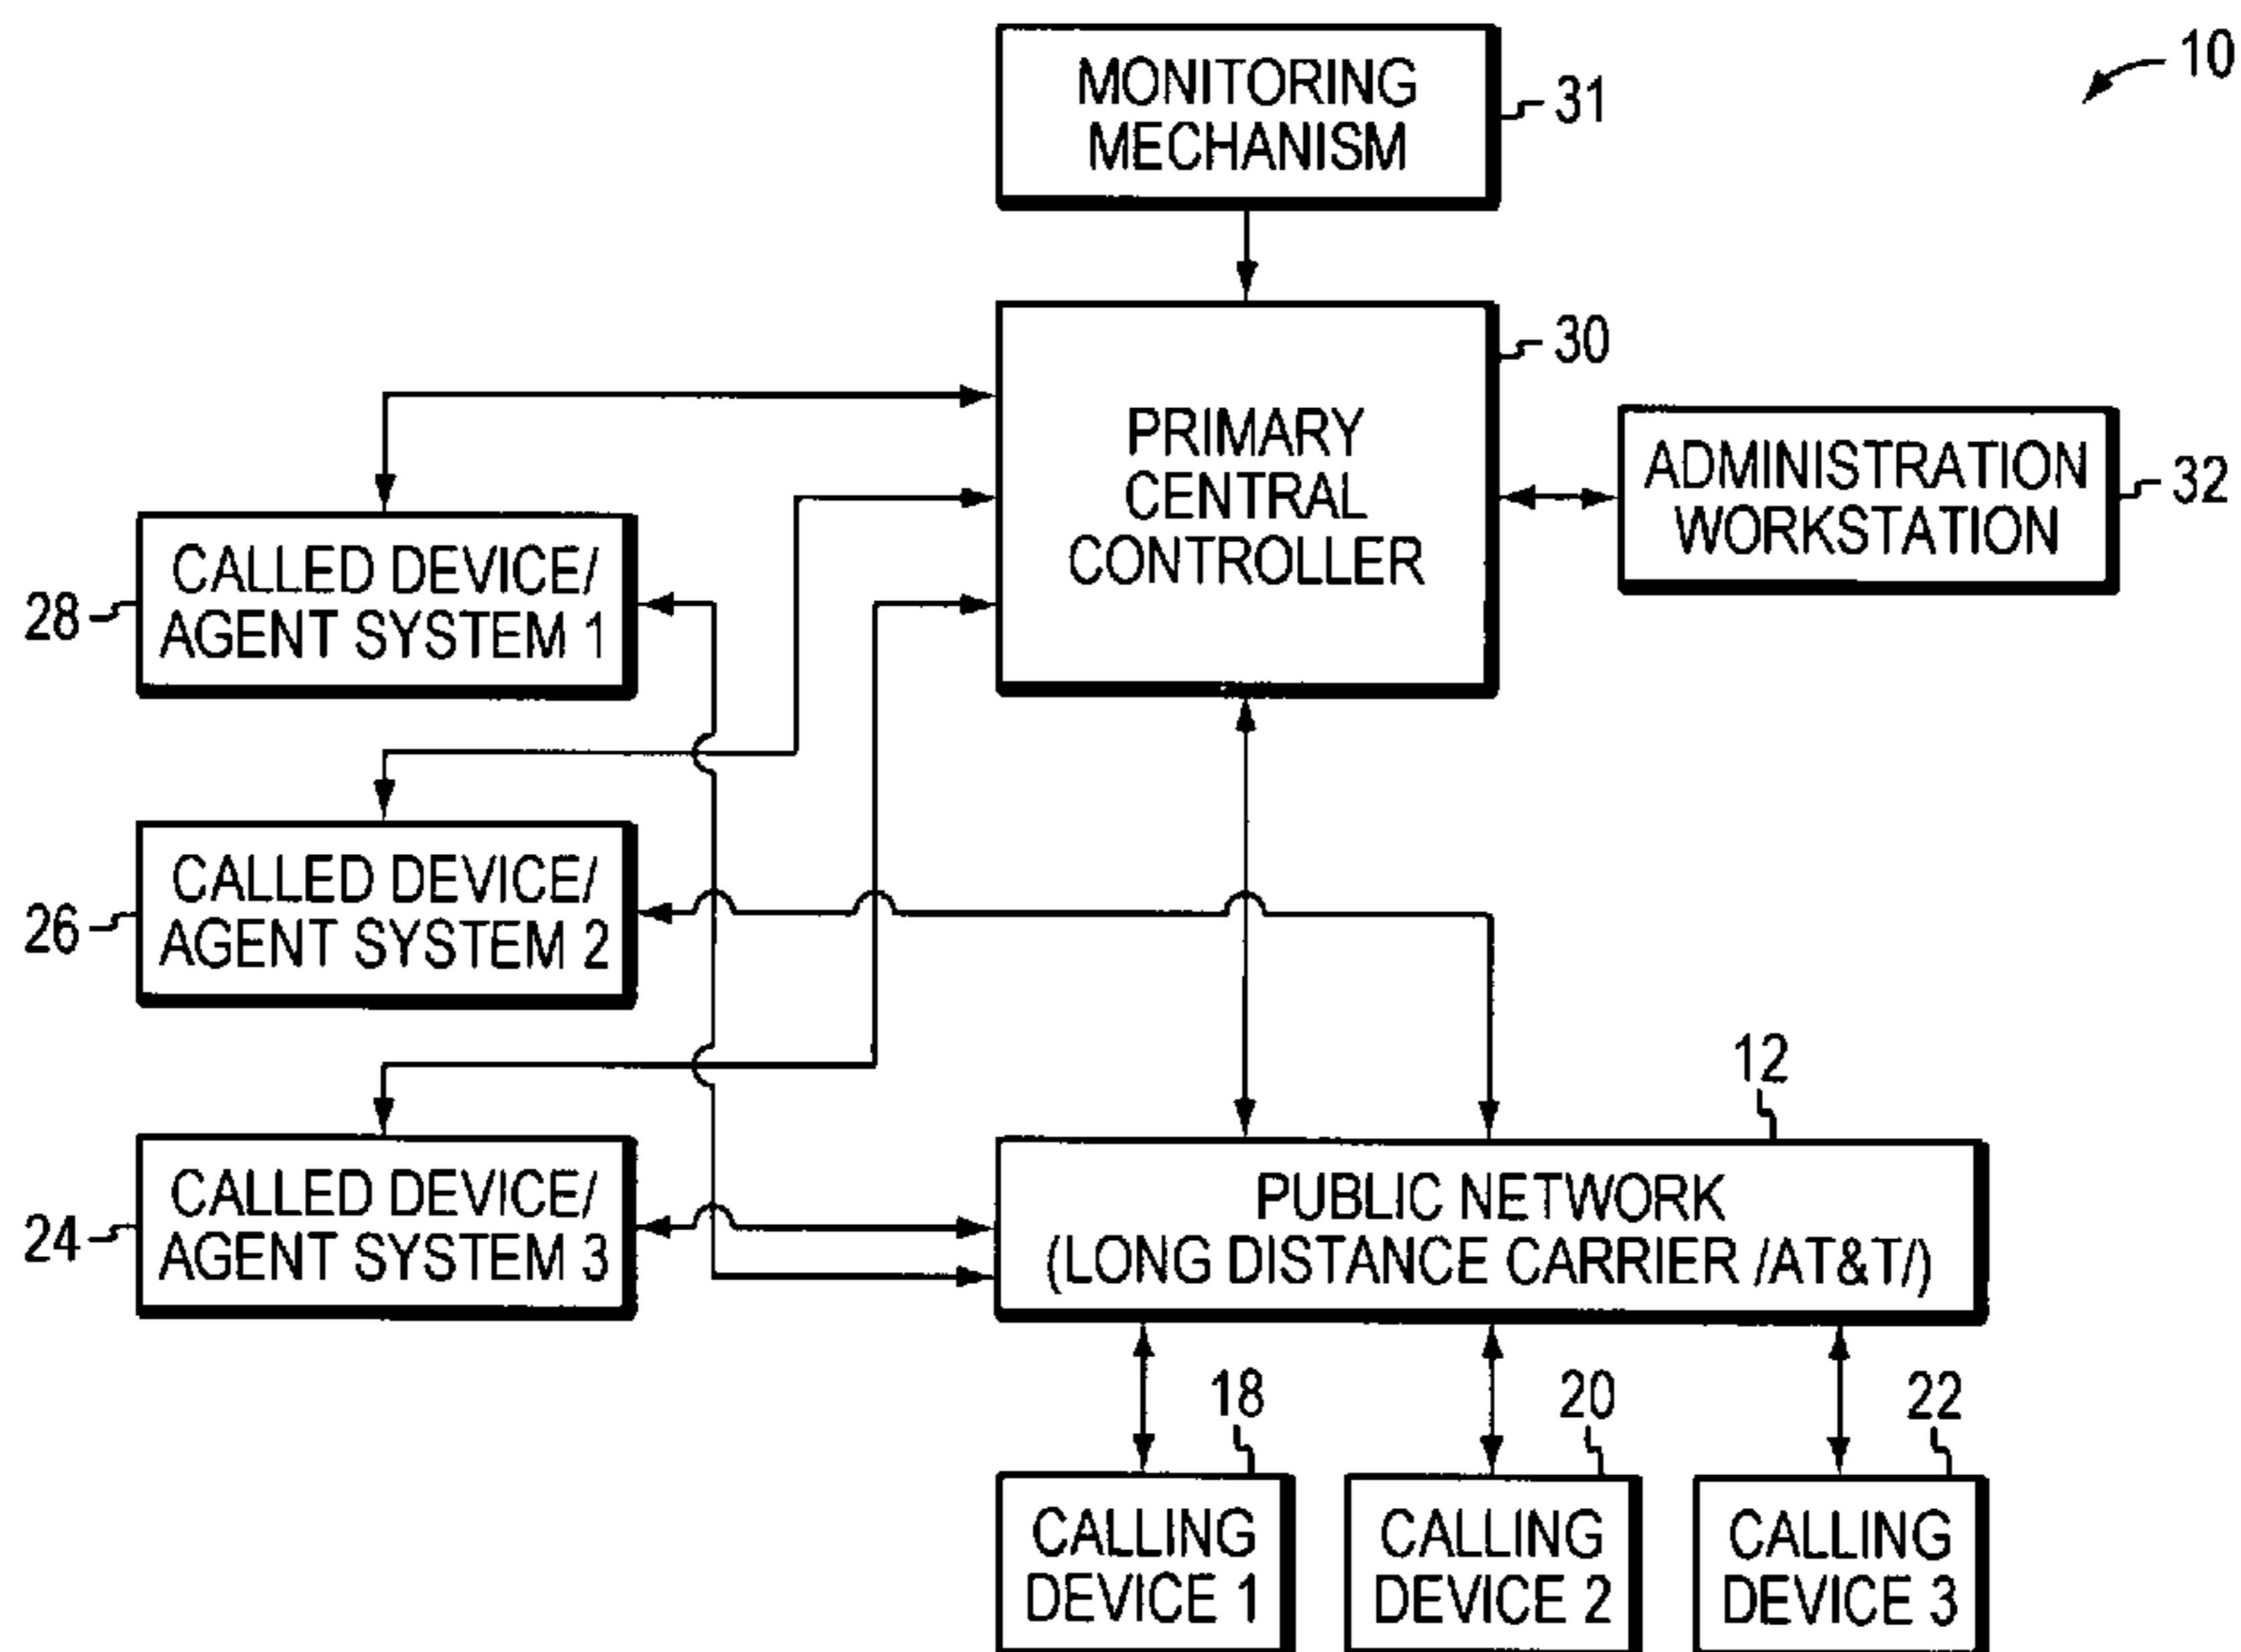 10
MONITORING
MECHANISM
31
30
PRIMARY
CENTRAL
CONTROLLER
ADMINISTRATION
WORKSTATION
32
CALLED DEVICE/
AGENT SYSTEM 1
28
CALLED DEVICE/
AGENT SYSTEM 2
26
12
CALLED DEVICE/
AGENT SYSTEM 3
24
PUBLIC NETWORK
(LONG DISTANCE CARRIER /AT&T/)
18
20
22
CALLING
DEVICE 1
CALLING
DEVICE 2
CALLING
DEVICE 3